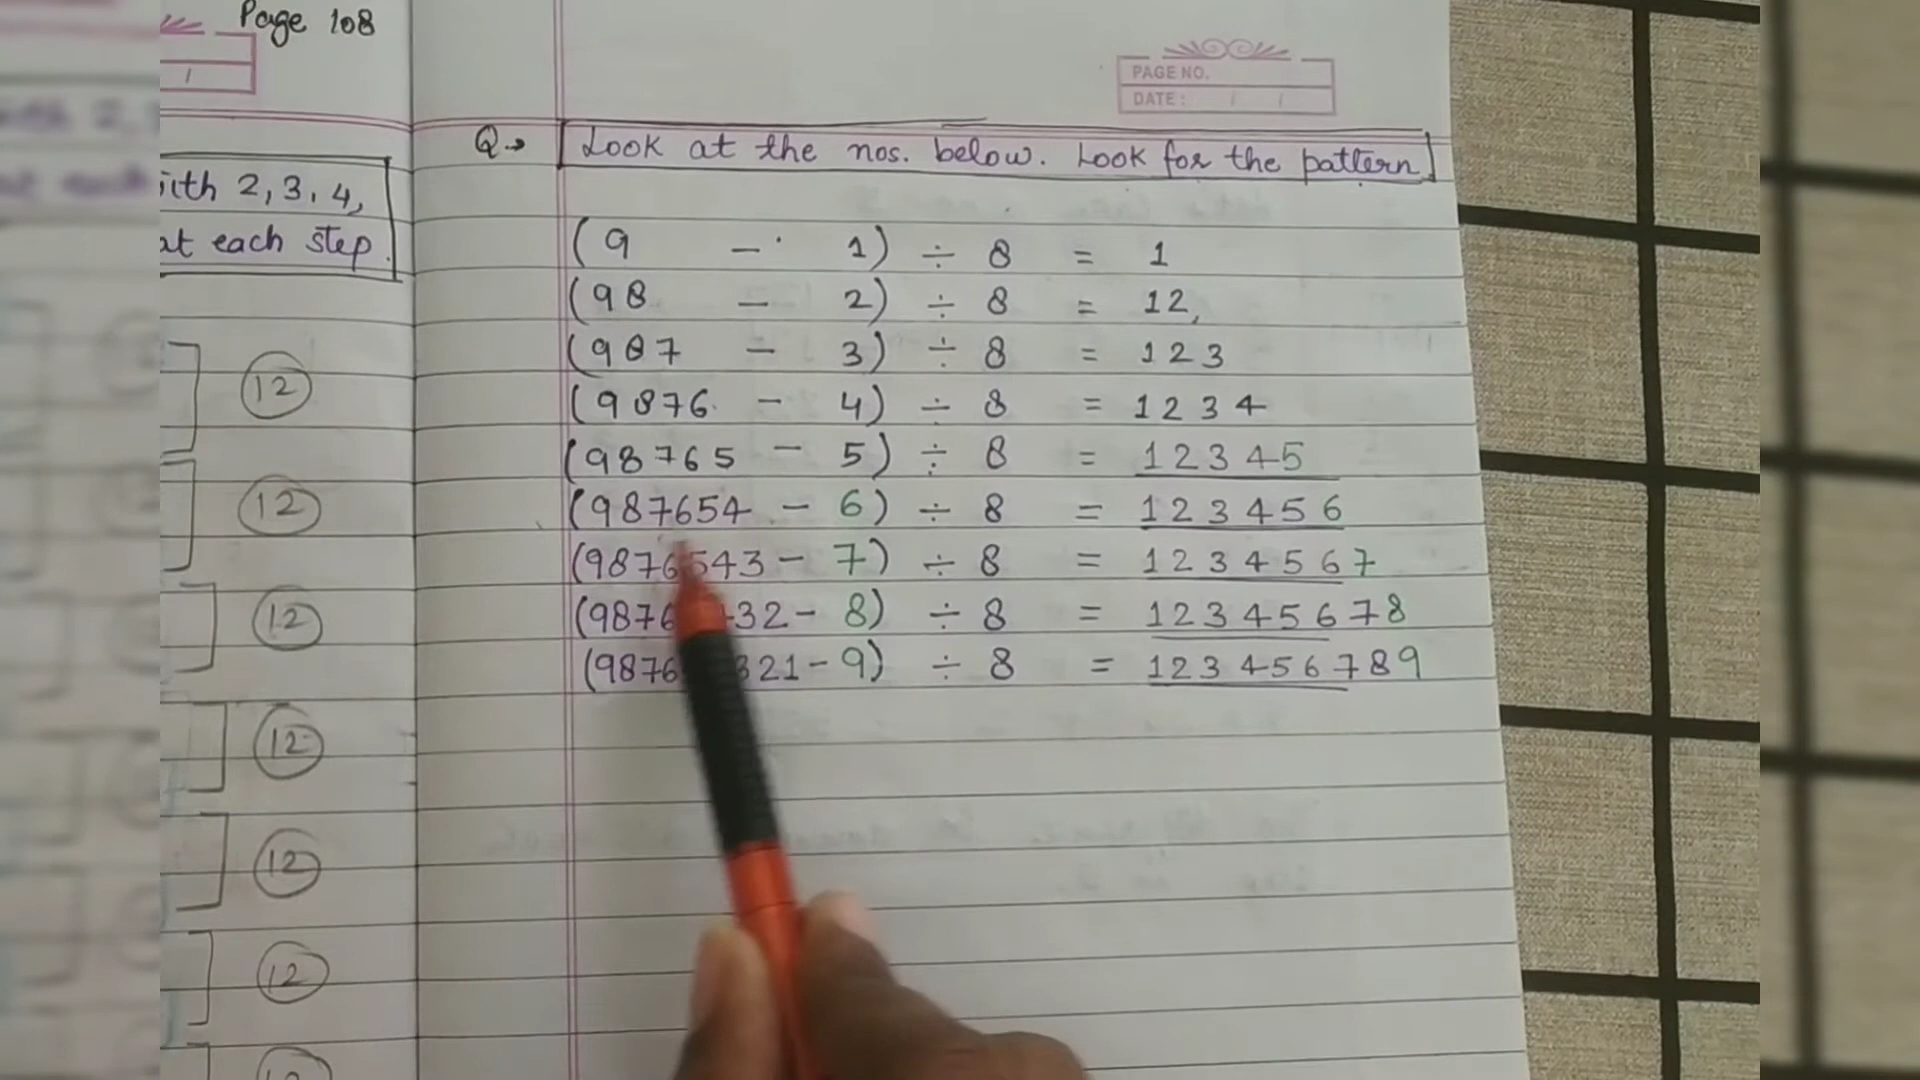 Page 108
ith 2, 3, 4,
at each step
12
12
12
12
12
12
PAGE NO.
DATE : / /
Q → Look at the nos. below. Look for the pattern
(9 - 1) ÷ 8 = 1
(98 - 2) ÷ 8 = 12,
(987 - 3) ÷ 8 = 123
(9876 - 4) ÷ 8 = 1234
(98765 - 5) ÷ 8 = 12345
(987654 - 6) ÷ 8 = 123456
(9876543 - 7) ÷ 8 = 1234567
(987 32 - 8) ÷ 8 = 12345678
(987 321 - 9) ÷ 8 = 123456789